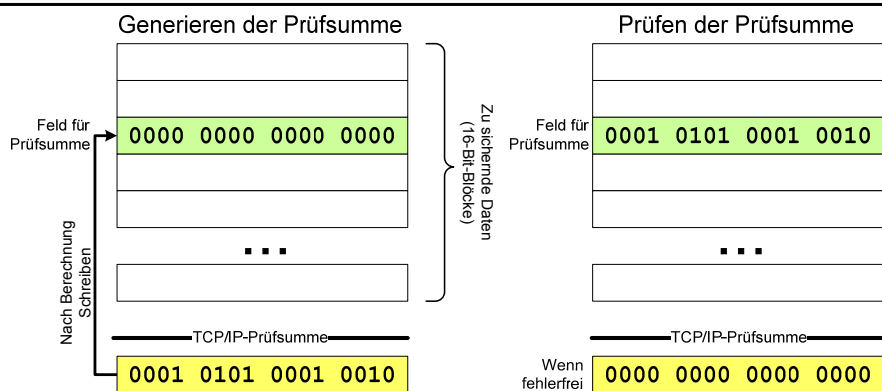 Generieren der Prüfsumme
Feld für
Prüfsumme
0000 0000 0000 0000
Zu sichernde Daten
(16-Bit-Blöcke)
...
Nach Berechnung
Schreiben
TCP/IP-Prüfsumme
0001 0101 0001 0010
Prüfen der Prüfsumme
Feld für
Prüfsumme
0001 0101 0001 0010
...
TCP/IP-Prüfsumme
Wenn
fehlerfrei
0000 0000 0000 0000